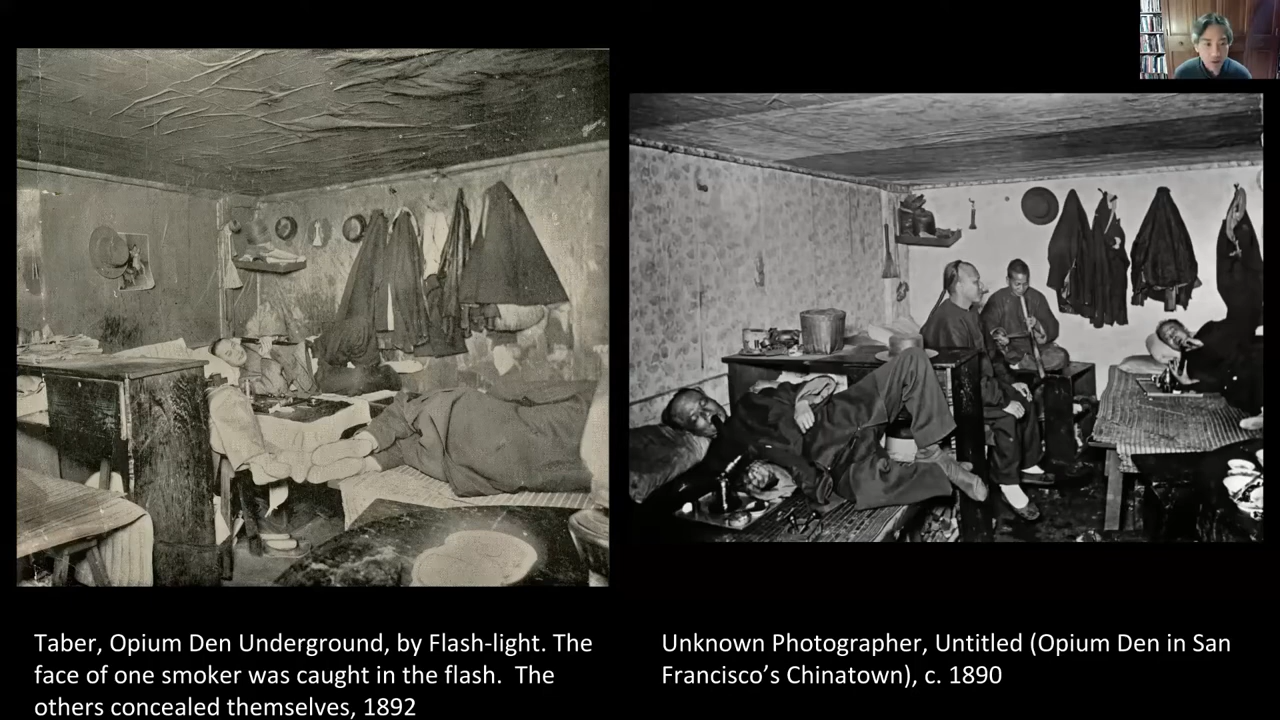 Taber, Opium Den Underground, by Flash-light. The
face of one smoker was caught in the flash.  The
others concealed themselves, 1892
Unknown Photographer, Untitled (Opium Den in San
Francisco’s Chinatown), c. 1890